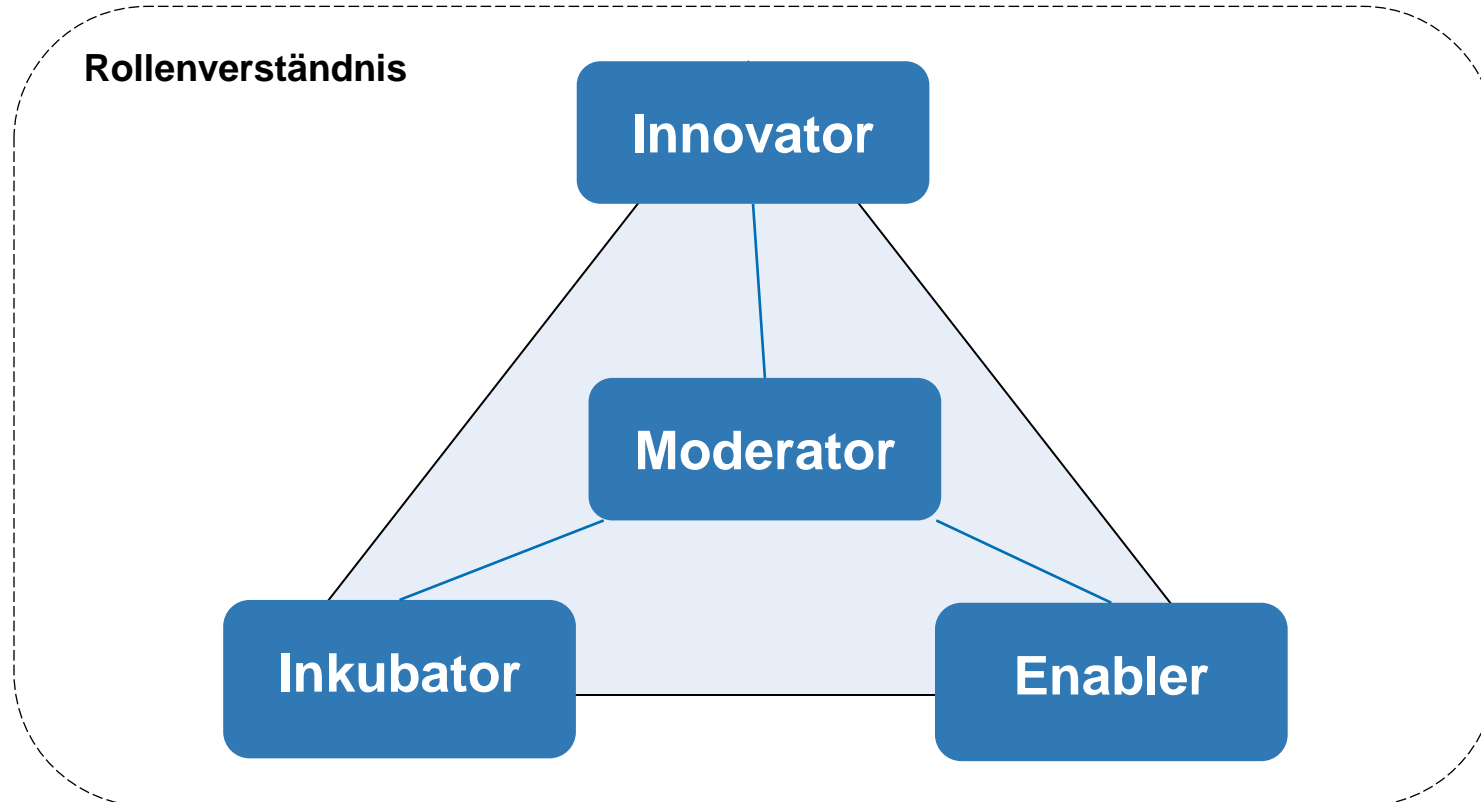 Rollenverständnis
Innovator
Moderator
Inkubator
Enabler